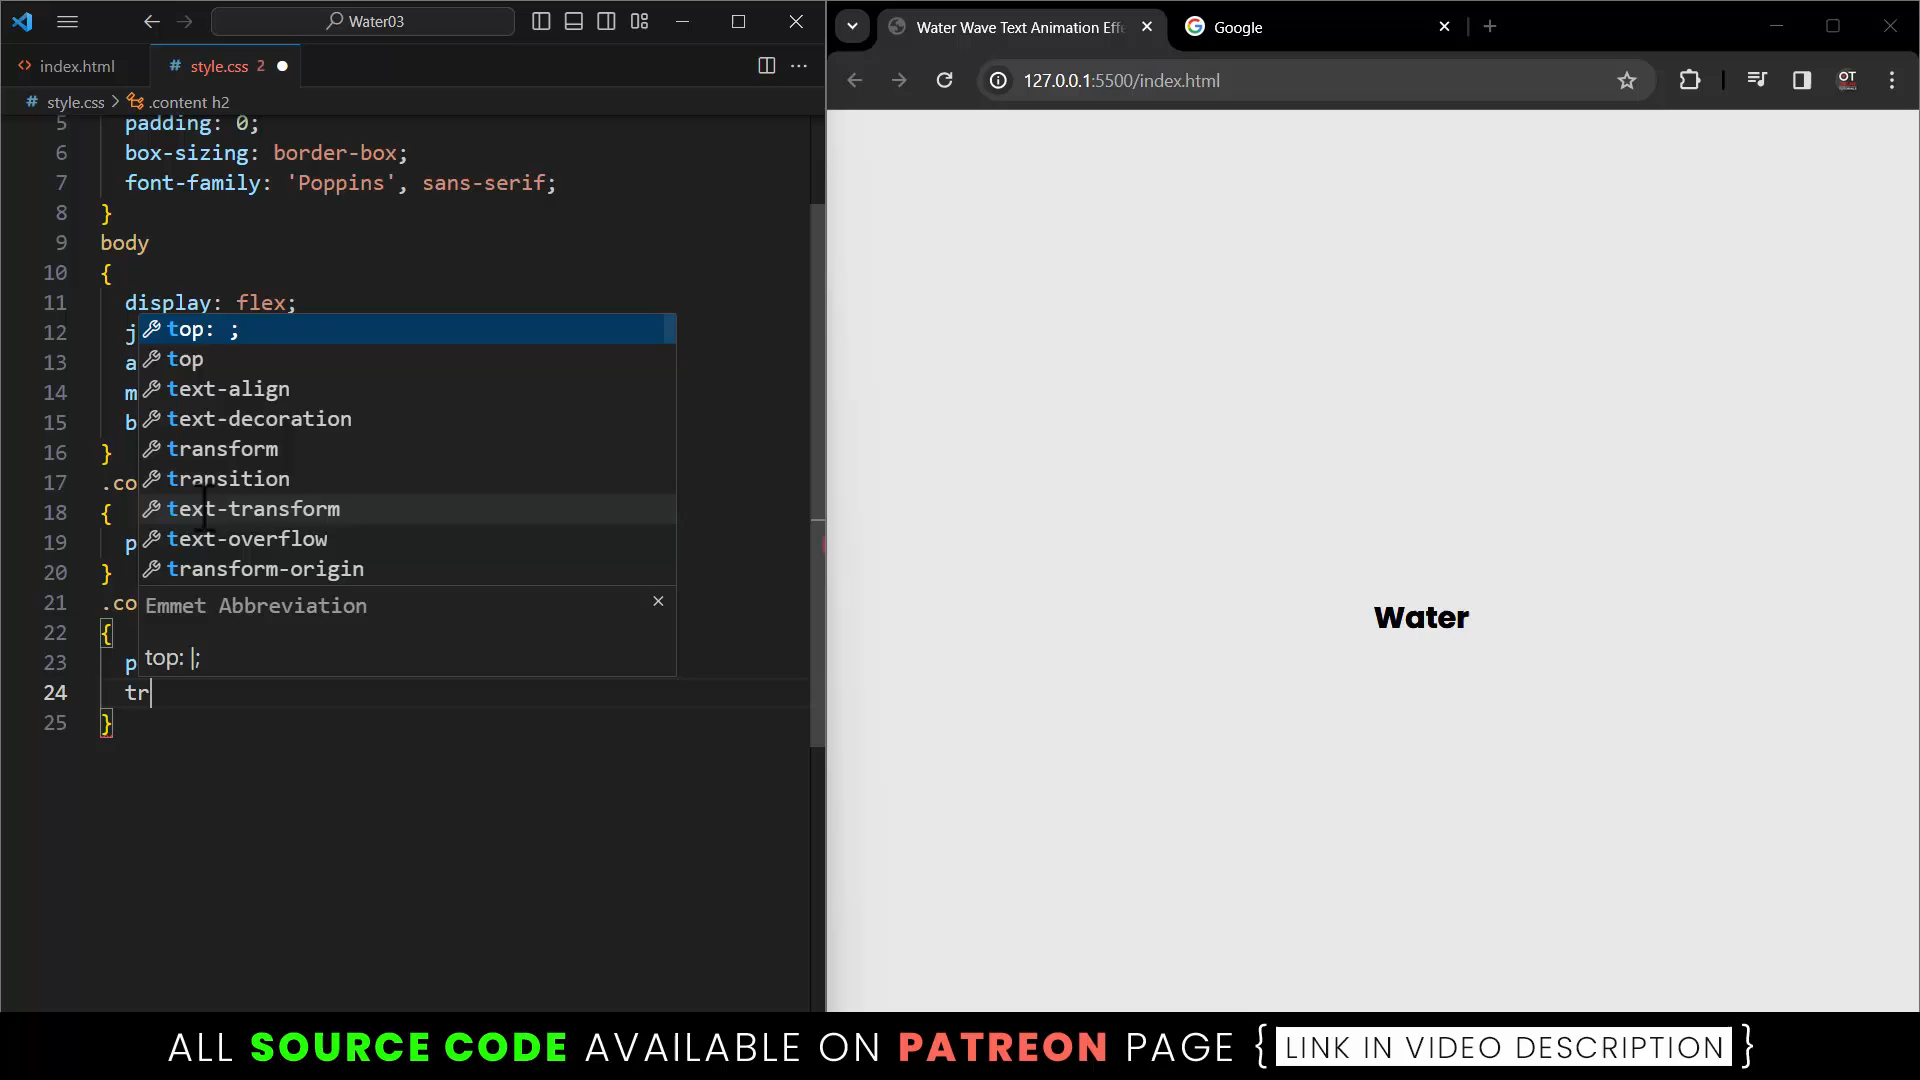 Water03
index.html
style.css 2
style.css > .content h2
5 padding: 0;
6 box-sizing: border-box;
7 font-family: 'Poppins', sans-serif;
8 }
9 body
10 {
11 display: flex;
12 j
13 a
14 m
15 b
16 }
17 .co
18 {
19 p
20 }
21 .co
22 {
23 p
24 tr
25 }
top: ;
top
text-align
text-decoration
transform
transition
text-transform
text-overflow
transform-origin
Emmet Abbreviation
top: |;
Water Wave Text Animation Effe
Google
127.0.0.1:5500/index.html
OT
Water
ALL SOURCE CODE AVAILABLE ON PATREON PAGE { LINK IN VIDEO DESCRIPTION }